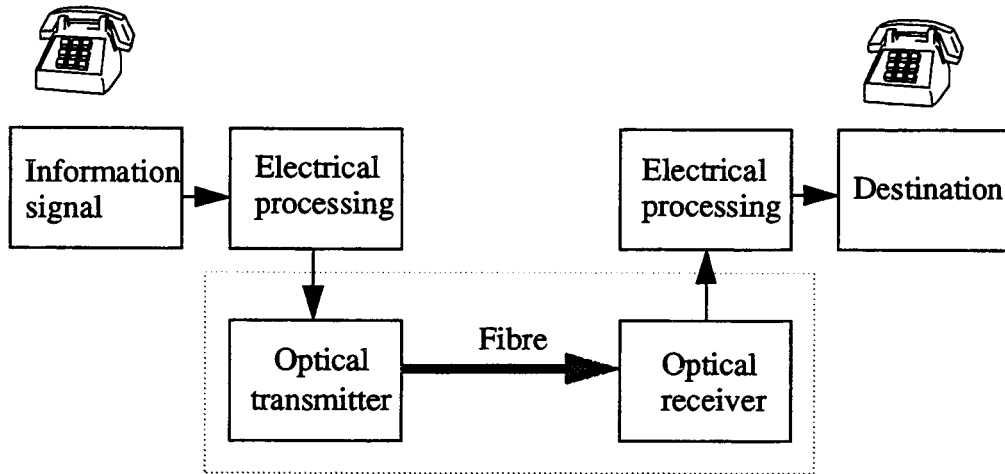 Information
signal
Electrical
processing
Electrical
processing
Destination
Optical
transmitter
Fibre
Optical
receiver